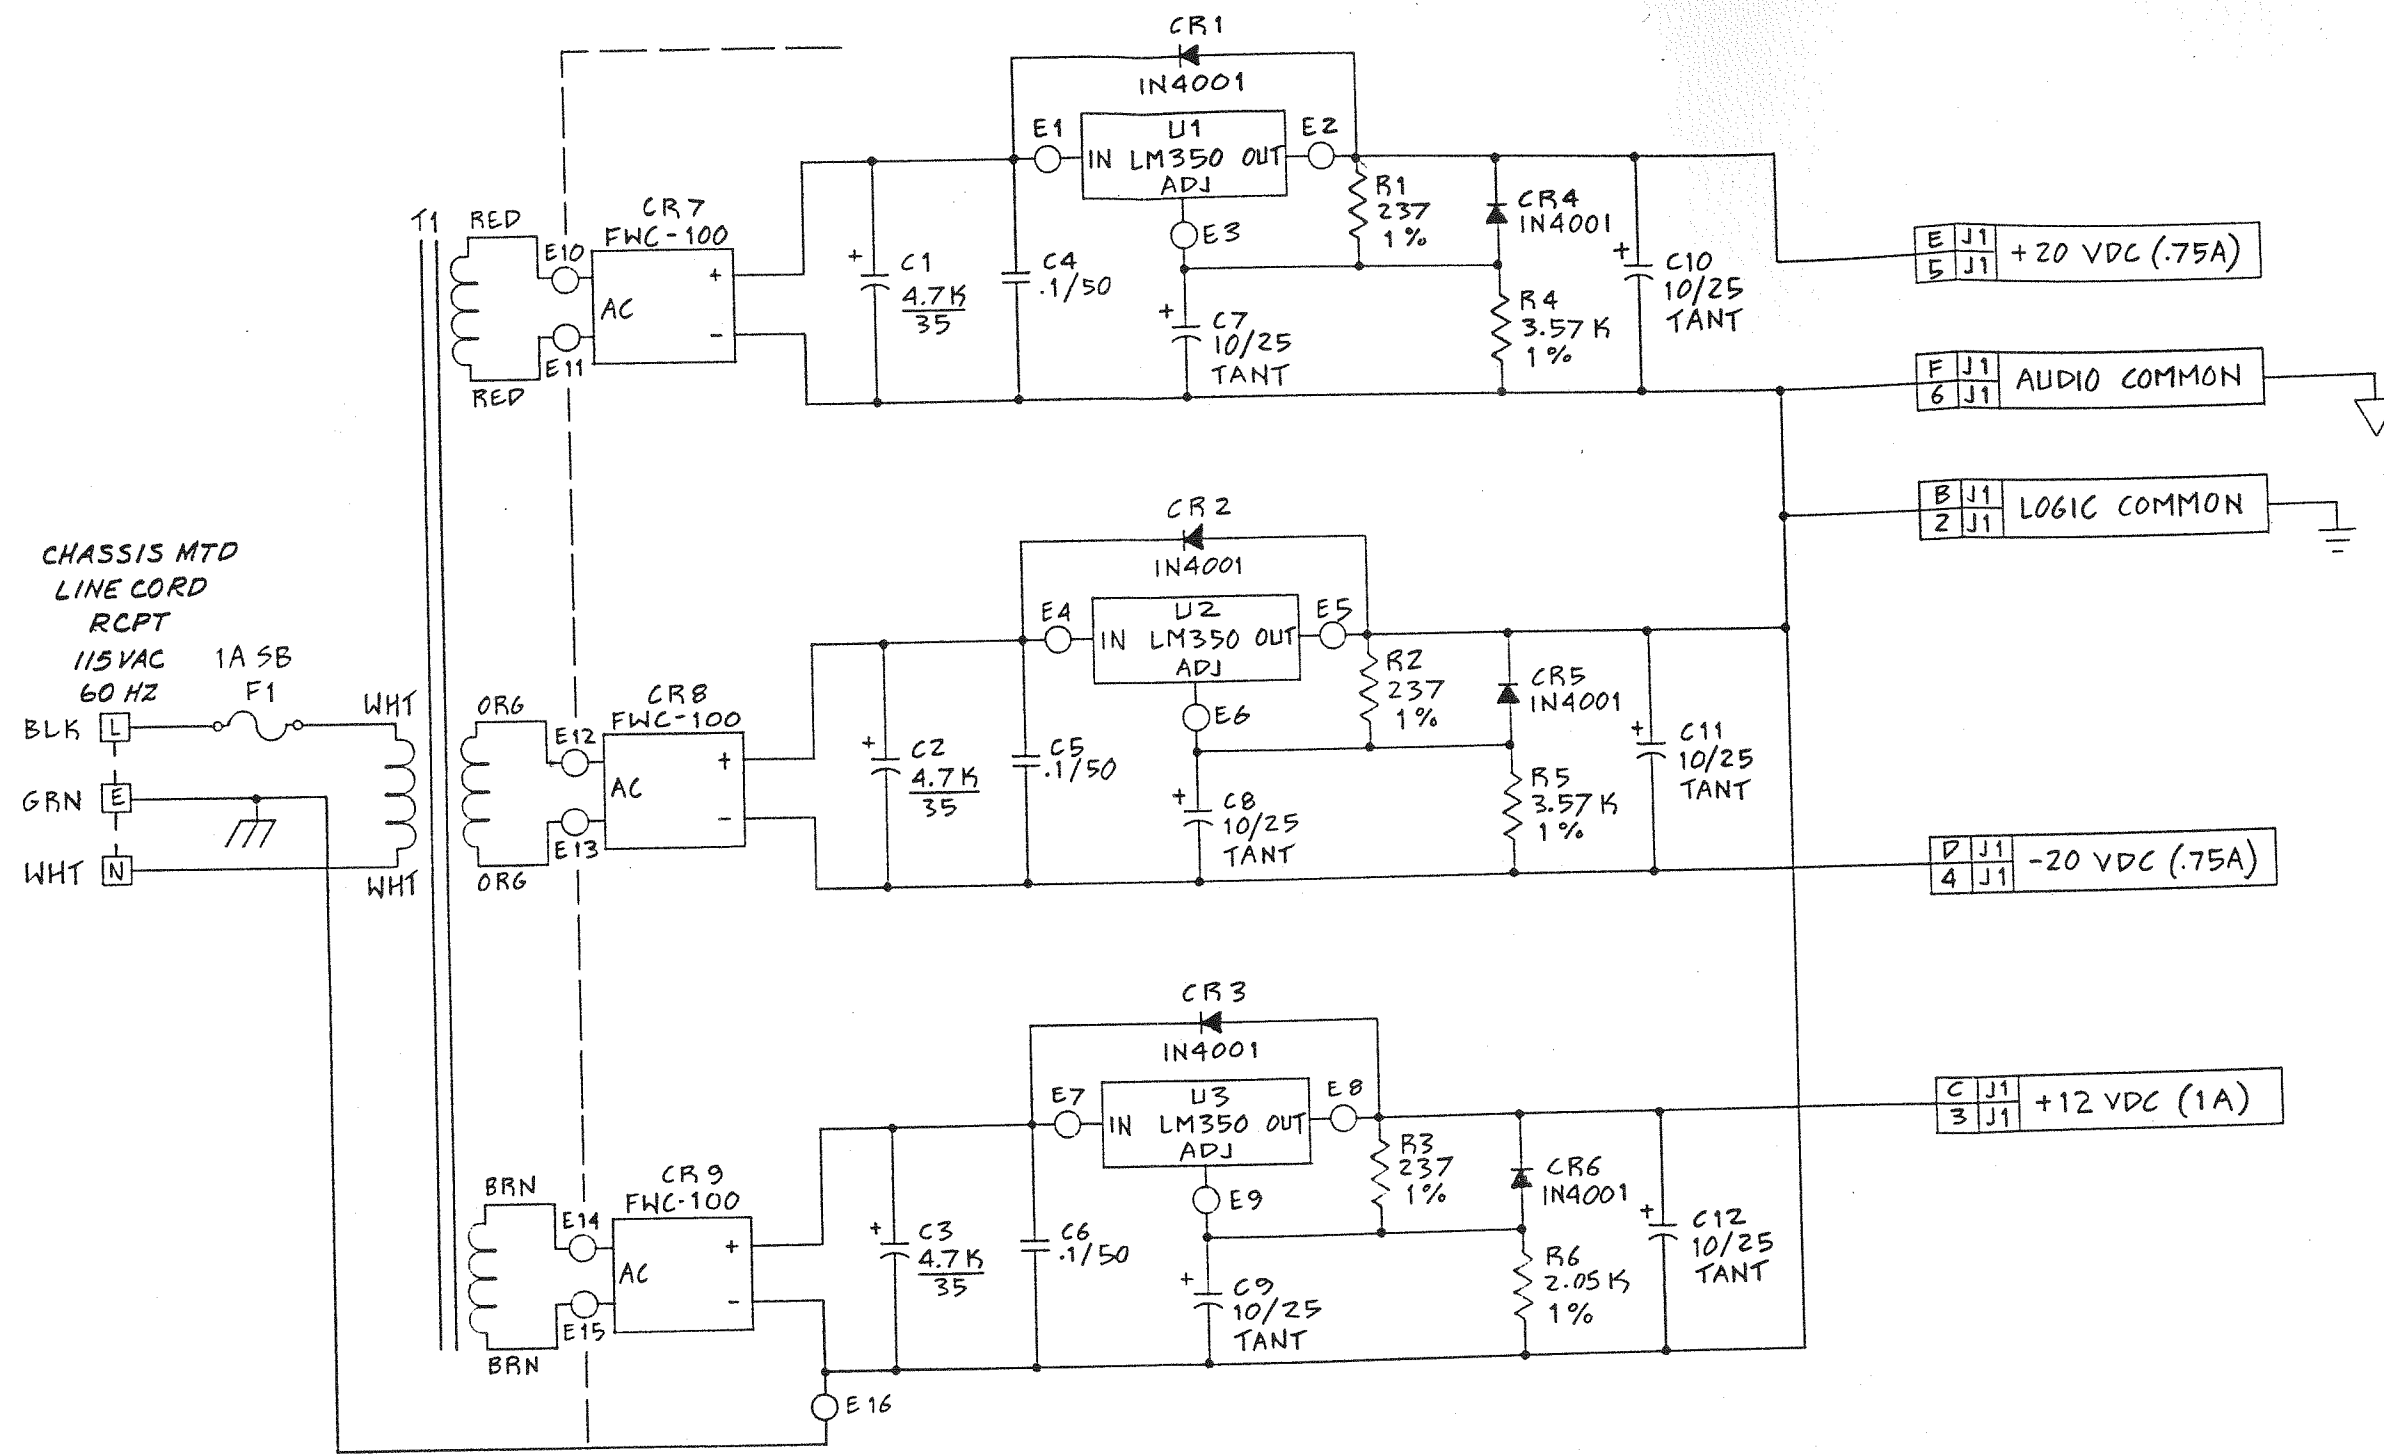 CR1
IN4001
E1
U1
E2
IN LM350 OUT
ADJ
E3
R1
237
1%
CR4
IN4001
T1
RED
CR7
FWC-100
E10
AC
+
-
E11
RED
+
C1
4.7K
35
C4
.1/50
+
C7
10/25
TANT
R4
3.57K
1%
+
C10
10/25
TANT
E J1
5 J1
+20 VDC (.75A)
F J1
6 J1
AUDIO COMMON
B J1
2 J1
LOGIC COMMON
CHASSIS MTD
LINE CORD
RCPT
115 VAC
60 HZ
1A SB
F1
BLK L
GRN E
WHT N
WHT
WHT
CR2
IN4001
E4
U2
E5
IN LM350 OUT
ADJ
E6
R2
237
1%
CR5
IN4001
ORG
CR8
FWC-100
E12
AC
+
-
E13
ORG
+
C2
4.7K
35
C5
.1/50
+
C8
10/25
TANT
R5
3.57K
1%
+
C11
10/25
TANT
D J1
4 J1
-20 VDC (.75A)
CR3
IN4001
E7
U3
E8
IN LM350 OUT
ADJ
E9
R3
237
1%
CR6
IN4001
C J1
3 J1
+12 VDC (1A)
BRN
CR9
FWC-100
E14
AC
+
-
E15
BRN
+
C3
4.7K
35
C6
.1/50
+
C9
10/25
TANT
R6
2.05K
1%
+
C12
10/25
TANT
E16